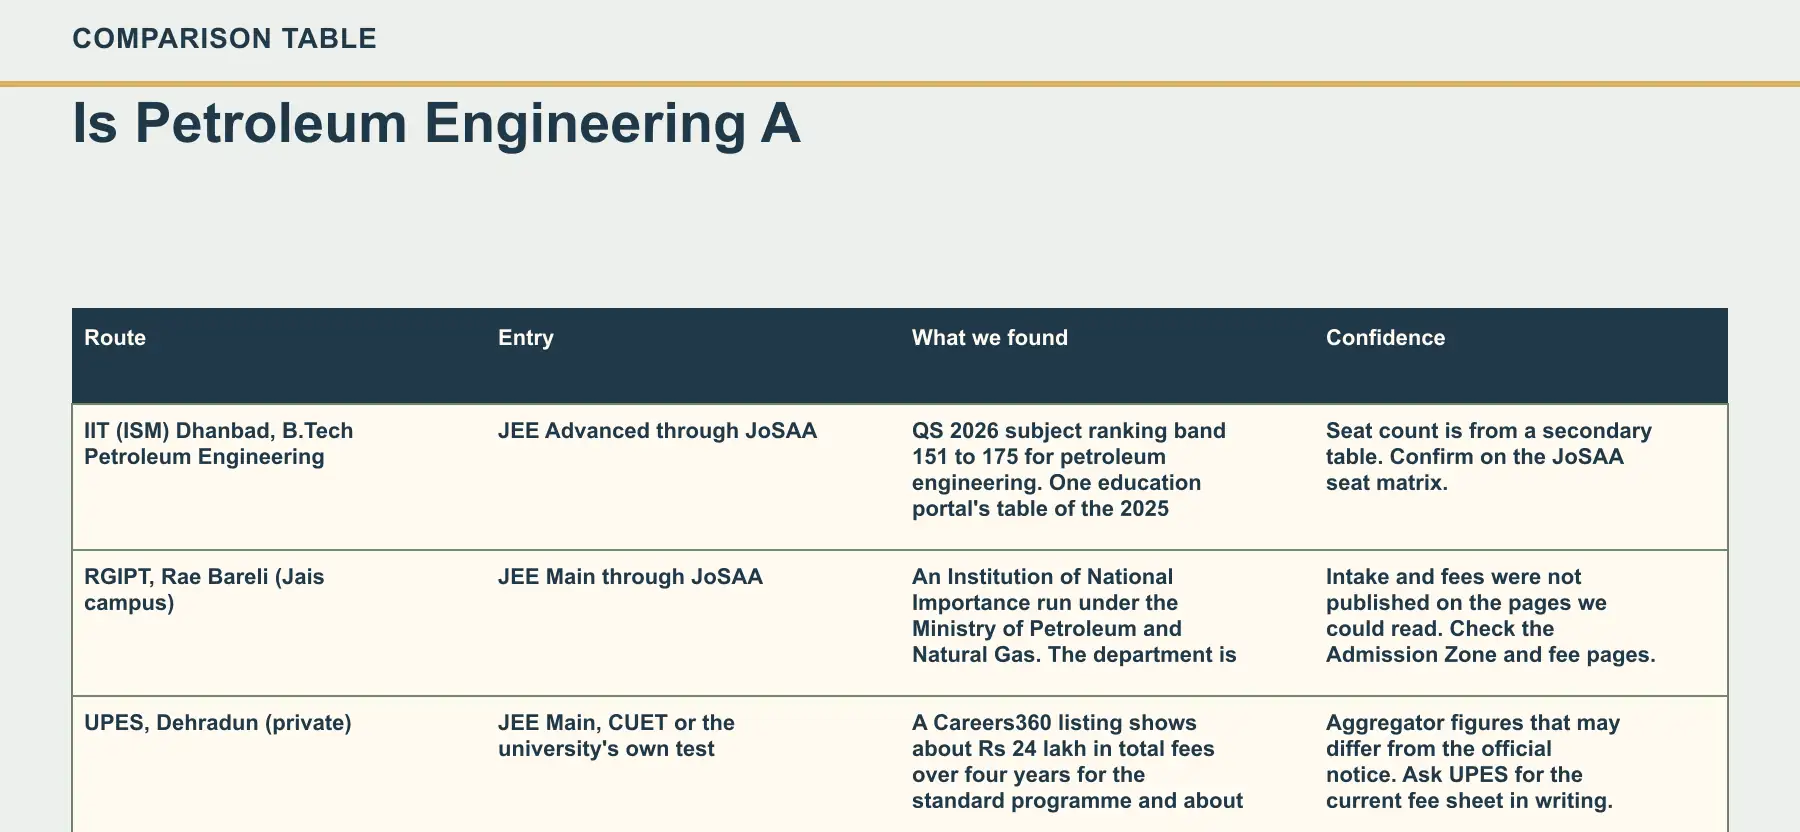 COMPARISON TABLE
Is Petroleum Engineering A
Route
Entry
What we found
Confidence
IIT (ISM) Dhanbad, B.Tech
Petroleum Engineering
JEE Advanced through JoSAA
QS 2026 subject ranking band
151 to 175 for petroleum
engineering. One education
portal's table of the 2025
Seat count is from a secondary
table. Confirm on the JoSAA
seat matrix.
RGIPT, Rae Bareli (Jais
campus)
JEE Main through JoSAA
An Institution of National
Importance run under the
Ministry of Petroleum and
Natural Gas. The department is
Intake and fees were not
published on the pages we
could read. Check the
Admission Zone and fee pages.
UPES, Dehradun (private)
JEE Main, CUET or the
university's own test
A Careers360 listing shows
about Rs 24 lakh in total fees
over four years for the
standard programme and about
Aggregator figures that may
differ from the official
notice. Ask UPES for the
current fee sheet in writing.